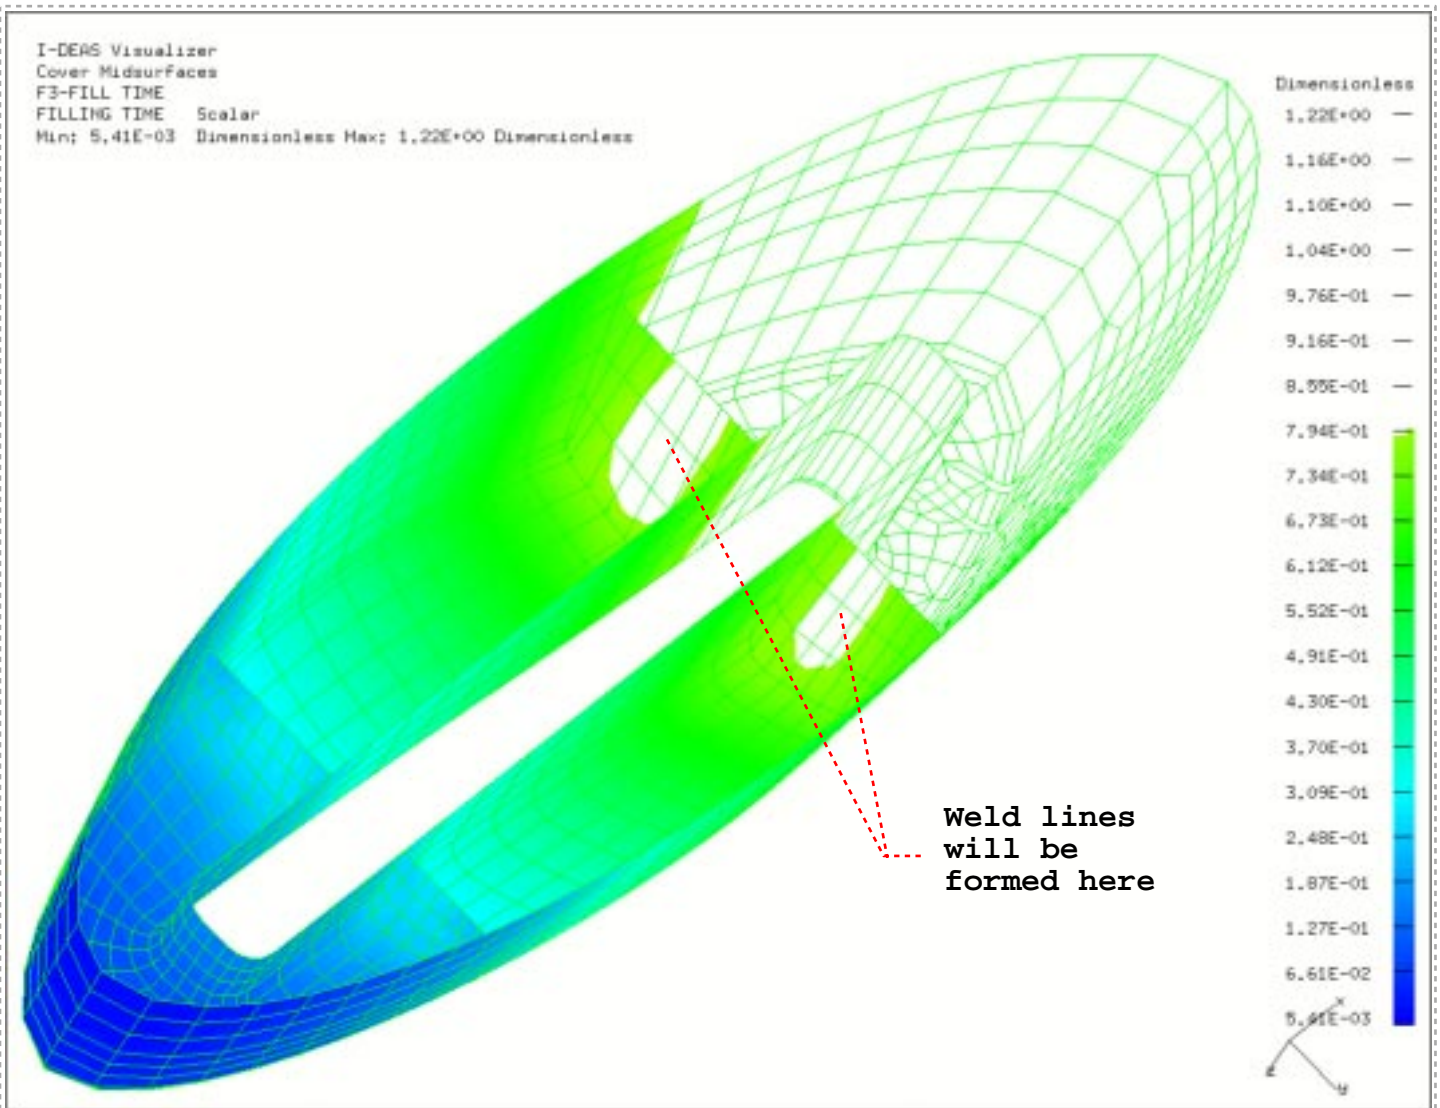 I-DEAS Visualizer
Cover Midsurfaces
F3-FILL TIME
FILLING TIME Scalar
Min: 5.41E-03 Dimensionless Max: 1.22E+00 Dimensionless
Dimensionless
1.22E+00
1.16E+00
1.10E+00
1.04E+00
9.76E-01
9.16E-01
8.55E-01
7.94E-01
7.34E-01
6.73E-01
6.12E-01
5.52E-01
4.91E-01
4.30E-01
3.70E-01
3.09E-01
2.48E-01
1.87E-01
1.27E-01
6.61E-02
5.41E-03
Weld lines
will be
formed here
x
z
y